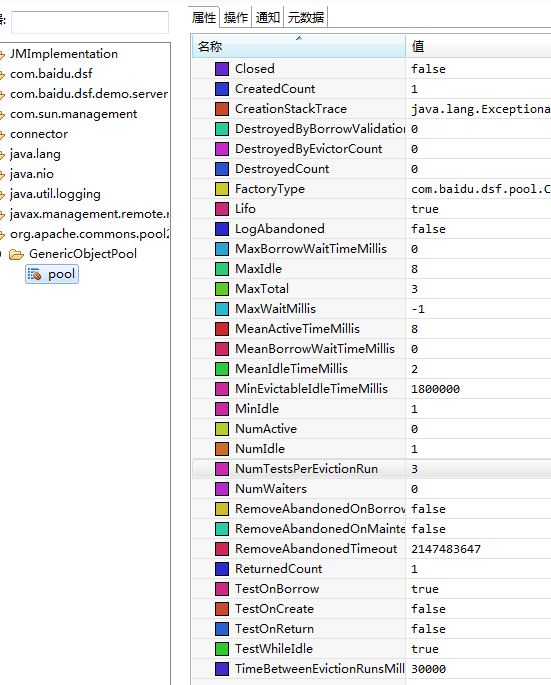 属性 操作 通知 元数据
JMImplementation
com.baidu.dsf
com.baidu.dsf.demo.server
com.sun.management
connector
java.lang
java.nio
java.util.logging
javax.management.remote.r
org.apache.commons.pool2
GenericObjectPool
pool
名称 值
Closed false
CreatedCount 1
CreationStackTrace java.lang.Exceptiona
DestroyedByBorrowValidation 0
DestroyedByEvictorCount 0
DestroyedCount 0
FactoryType com.baidu.dsf.pool.C
Lifo true
LogAbandoned false
MaxBorrowWaitTimeMillis 0
MaxIdle 8
MaxTotal 3
MaxWaitMillis -1
MeanActiveTimeMillis 8
MeanBorrowWaitTimeMillis 0
MeanIdleTimeMillis 2
MinEvictableIdleTimeMillis 1800000
MinIdle 1
NumActive 0
NumIdle 1
NumTestsPerEvictionRun 3
NumWaiters 0
RemoveAbandonedOnBorrow false
RemoveAbandonedOnMainte false
RemoveAbandonedTimeout 2147483647
ReturnedCount 1
TestOnBorrow true
TestOnCreate false
TestOnReturn false
TestWhileIdle true
TimeBetweenEvictionRunsMill 30000